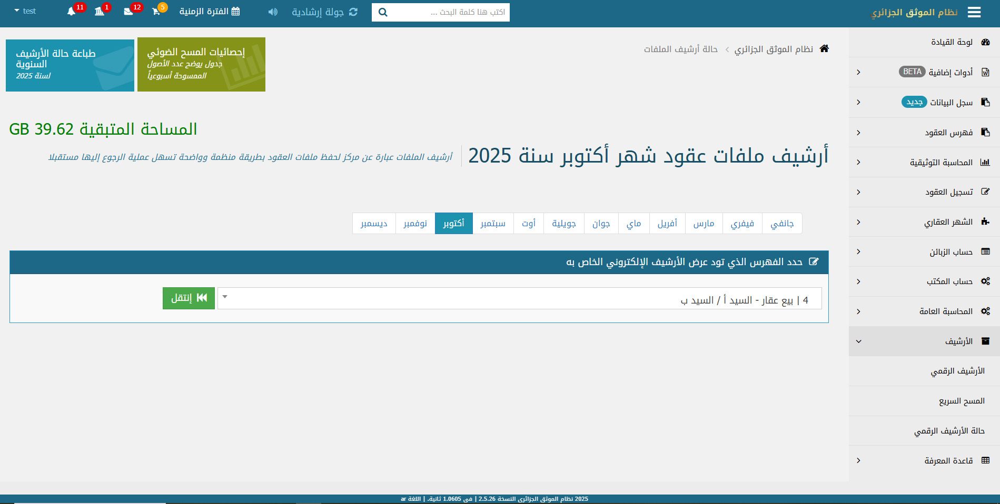 نظام الموثق الجزائري
اكتب هنا كلمة البحث ...
جولة إرشادية
الفترة الزمنية
5
12
1
11
test
لوحة القيادة
أدوات إضافية BETA
سجل البيانات جديد
فهرس العقود
المحاسبة التوثيقية
تسجيل العقود
الشهر العقاري
حساب الزبائن
حساب المكتب
المحاسبة العامة
الأرشيف
الأرشيف الرقمي
المسح السريع
حالة الأرشيف الرقمي
قاعدة المعرفة
نظام الموثق الجزائري > حالة أرشيف الملفات
إحصائيات المسح الضوئي
جدول يوضح عدد الأصول
الممسوحة أسبوعياً
طباعة حالة الأرشيف
السنوية
لسنة 2025
المساحة المتبقية 39.62 GB
أرشيف ملفات عقود شهر أكتوبر سنة 2025
أرشيف الملفات عبارة عن مركز لحفظ ملفات العقود بطريقة منظمة وواضحة تسهل عملية الرجوع إليها مستقبلا
جانفي فيفري مارس أفريل ماي جوان جويلية أوت سبتمبر أكتوبر نوفمبر ديسمبر
حدد الفهرس الذي تود عرض الأرشيف الإلكتروني الخاص به
4 | بيع عقار - السيد أ / السيد ب
إنتقل
2025 نظام الموثق الجزائري النسخة 2.5.26 | في 1.0605 ثانية. | اللغة ar